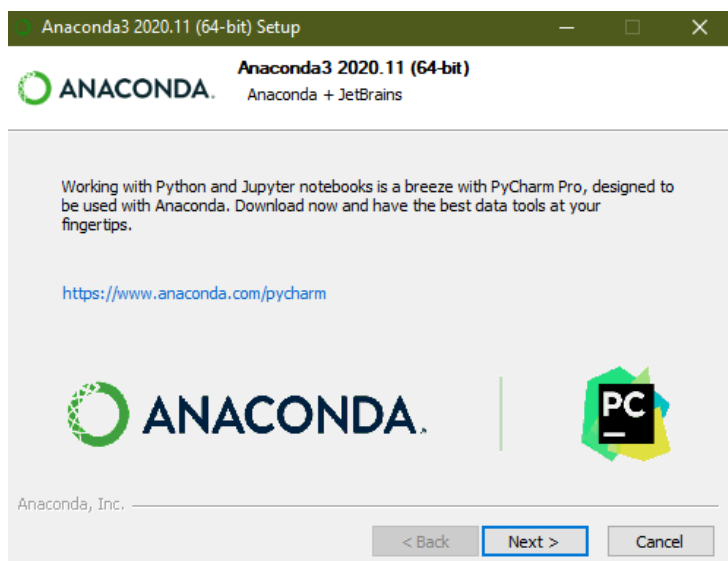 Anaconda3 2020.11 (64-bit) Setup
ANACONDA.
Anaconda3 2020.11 (64-bit)
Anaconda + JetBrains
Working with Python and Jupyter notebooks is a breeze with PyCharm Pro, designed to
be used with Anaconda. Download now and have the best data tools at your
fingertips.
https://www.anaconda.com/pycharm
ANACONDA.
PC
Anaconda, Inc.
< Back Next > Cancel